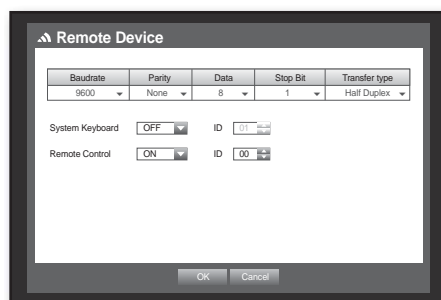 Remote Device
Baudrate Parity Data Stop Bit Transfer type
9600 None 8 1 Half Duplex
System Keyboard OFF ID 01
Remote Control ON ID 00
OK Cancel